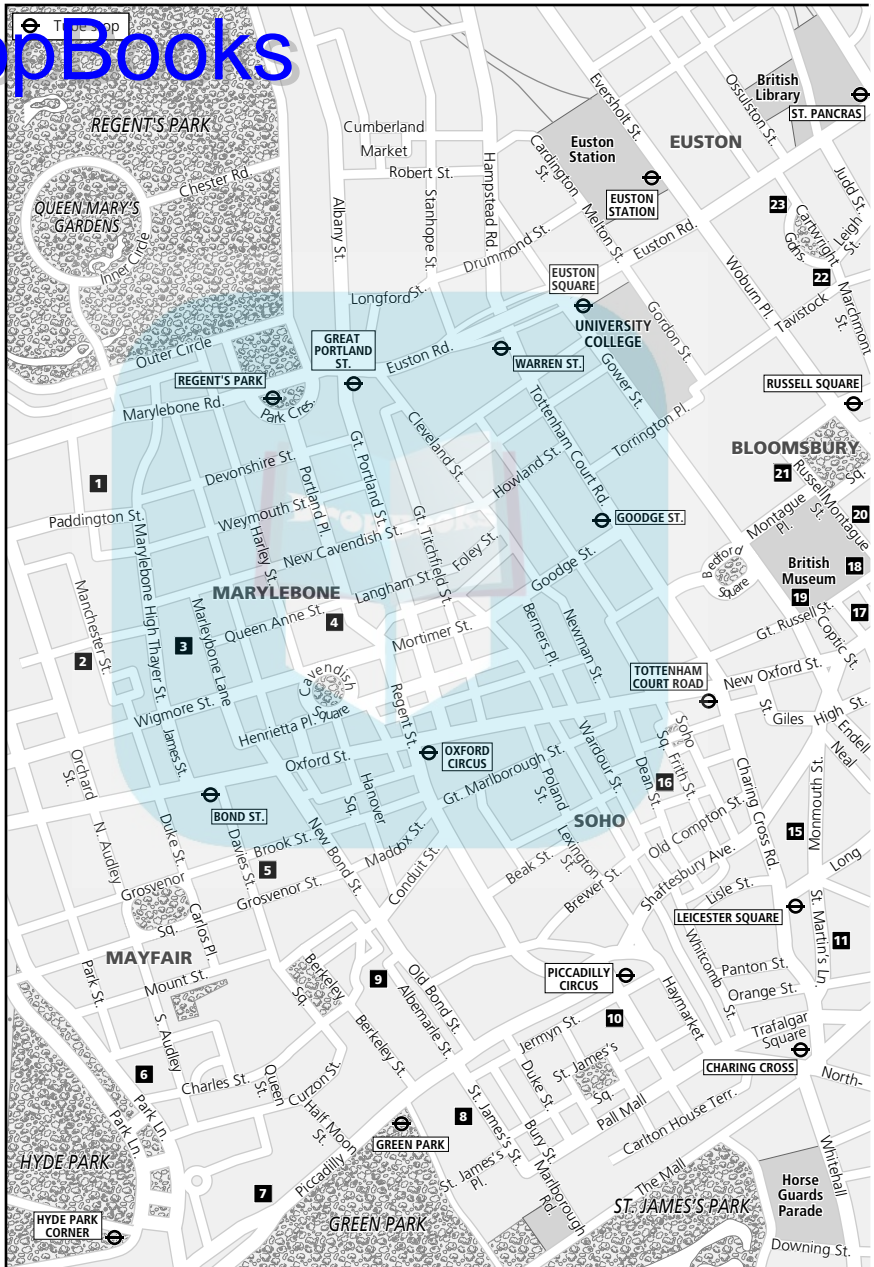 Tube stop
opBooks
REGENT'S PARK
British
Library
ST. PANCRAS
Eversholt St.
Ossulston St.
EUSTON
Cumberland
Market
Euston
Station
Cardington
St.
Robert St.
Hampstead Rd.
Stanhope St.
Albany St.
Chester Rd.
QUEEN MARY'S
GARDENS
Inner Circle
EUSTON
STATION
Melton St.
Judd St.
23
Cartwright
Gdns.
Leigh
St.
Drummond St.
Euston Rd.
Woburn Pl.
22
EUSTON
SQUARE
Longford St.
Tavistock
Marchmont
St.
Gordon St.
UNIVERSITY
COLLEGE
GREAT
PORTLAND
ST.
Outer Circle
Euston Rd.
WARREN ST.
Gower St.
REGENT'S PARK
RUSSELL SQUARE
Marylebone Rd.
Park Cres.
Tottenham Court Rd.
Cleveland St.
Torrington Pl.
BLOOMSBURY
Devonshire St.
Gt. Portland St.
Howland St.
1
21
Russell
Sq.
Portland Pl.
Weymouth St.
Paddington St.
GOODGE ST.
Montague
Pl.
Montague
St.
20
DropBooks
Harley St.
New Cavendish St.
Gt. Titchfield St.
Foley St.
Goodge St.
Bedford
Square
British
Museum
18
Marylebone High
Thayer St.
Manchester St.
MARYLEBONE
Langham St.
19
17
Marleybone Lane
Queen Anne St.
4
Mortimer St.
Berners Pl.
Newman St.
Gt. Russell St.
Coptic St.
3
2
TOTTENHAM
COURT ROAD
New Oxford St.
Cavendish
Square
Wigmore St.
Regent St.
St. Giles High St.
Henrietta Pl.
Soho
Sq.
Endell
Neal
James St.
Oxford St.
OXFORD
CIRCUS
Wardour St.
Orchard
St.
Gt. Marlborough St.
Dean St.
Frith St.
16
Charing Cross Rd.
Monmouth St.
Hanover
Sq.
Poland
St.
BOND ST.
SOHO
15
Old Compton St.
N. Audley
Duke St.
Davies St.
Brook St.
New Bond St.
Maddox St.
Conduit St.
Lexington
St.
Beak St.
Shaftesbury Ave.
Long
5
Brewer St.
Lisle St.
Grosvenor
Sq.
Grosvenor St.
LEICESTER SQUARE
St. Martin's Ln.
11
Carlos Pl.
MAYFAIR
Whitcomb
St.
Park St.
Mount St.
Berkeley
Sq.
9
Old Bond St.
PICCADILLY
CIRCUS
Panton St.
Orange St.
Albemarle St.
Haymarket
10
S. Audley
Berkeley St.
Jermyn St.
Trafalgar
Square
6
Charles St.
Queen
St.
Curzon St.
St. James's
Sq.
CHARING CROSS
North-
Duke St.
Park Ln.
Park Ln.
Half Moon
St.
8
St. James's St.
Pall Mall
Carlton House Terr.
GREEN PARK
Bury St.
Whitehall
HYDE PARK
St. James's
Pl.
7
Piccadilly
Marlborough
Rd.
The Mall
Horse
Guards
Parade
HYDE PARK
CORNER
GREEN PARK
ST. JAMES'S PARK
Downing St.